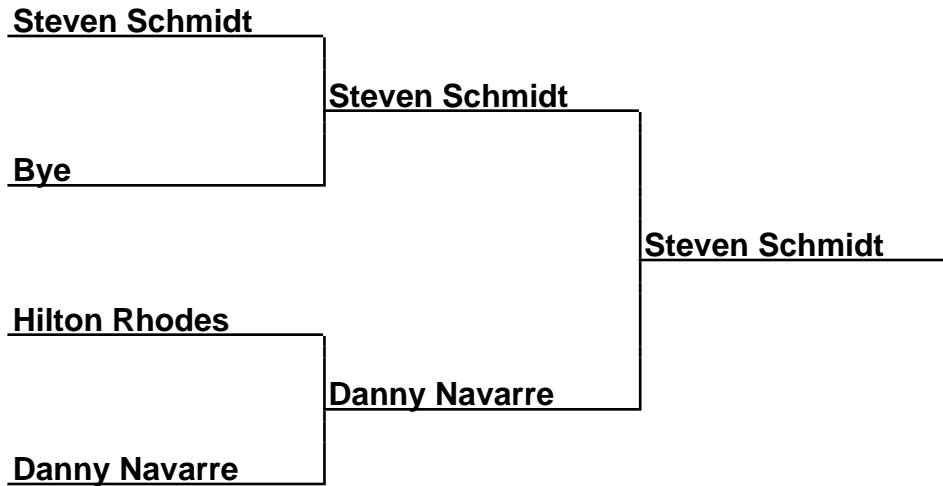 Steven Schmidt
Steven Schmidt
Bye
Steven Schmidt
Hilton Rhodes
Danny Navarre
Danny Navarre